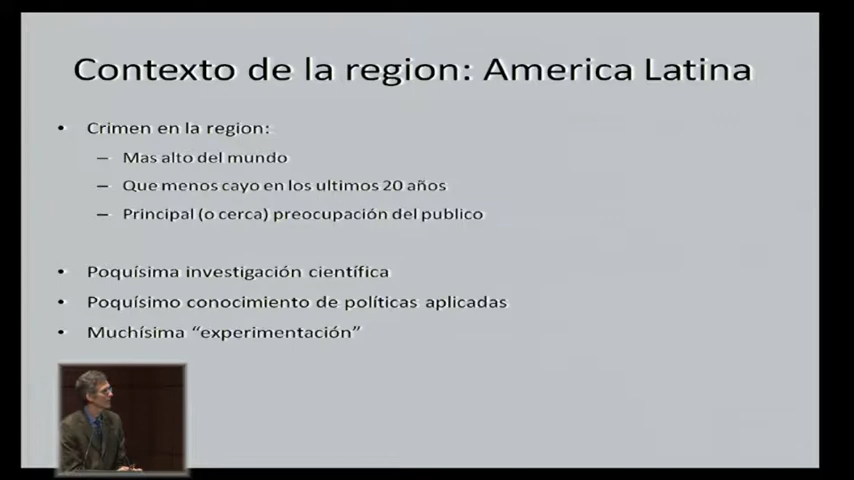 Contexto de la region: America Latina
• Crimen en la region:
– Mas alto del mundo
– Que menos cayo en los ultimos 20 años
– Principal (o cerca) preocupación del publico
• Poquísima investigación científica
• Poquísimo conocimiento de políticas aplicadas
• Muchísima “experimentación”